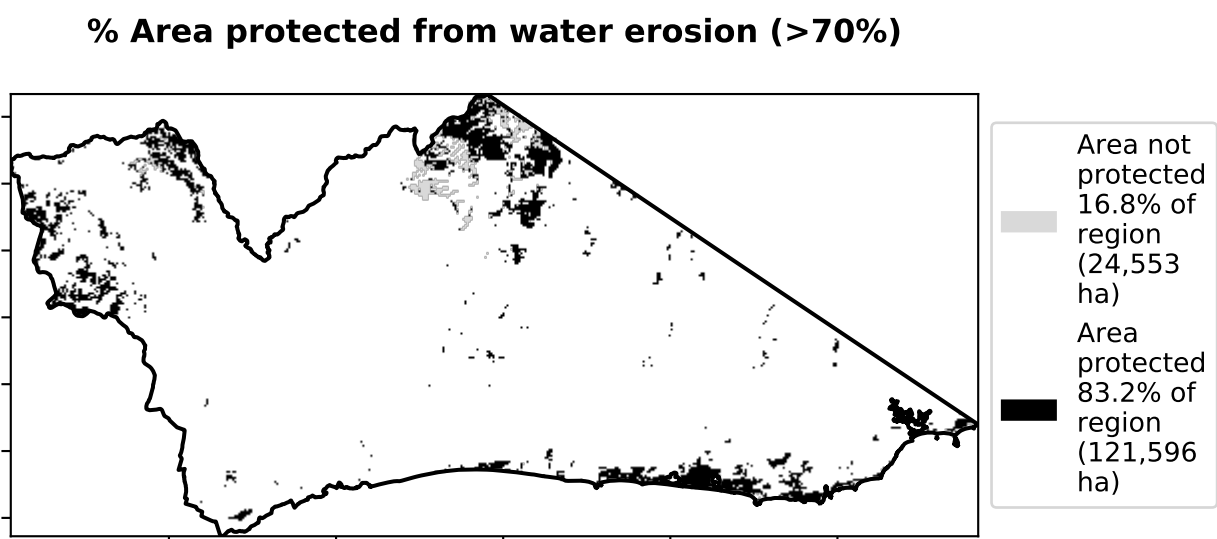 % Area protected from water erosion (>70%)
Area not
protected
16.8% of
region
(24,553
ha)
Area
protected
83.2% of
region
(121,596
ha)